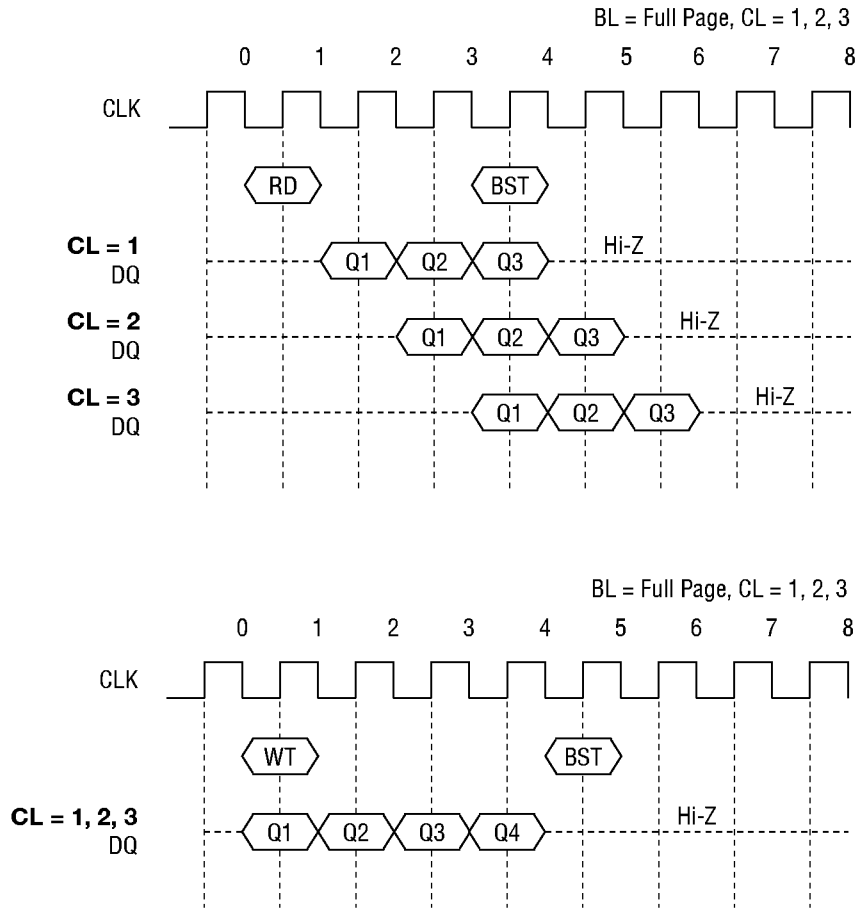 BL = Full Page, CL = 1, 2, 3
0 1 2 3 4 5 6 7 8
CLK
RD BST
CL = 1
DQ
Q1 Q2 Q3 Hi-Z
CL = 2
DQ
Q1 Q2 Q3 Hi-Z
CL = 3
DQ
Q1 Q2 Q3 Hi-Z
BL = Full Page, CL = 1, 2, 3
0 1 2 3 4 5 6 7 8
CLK
WT BST
CL = 1, 2, 3
DQ
Q1 Q2 Q3 Q4 Hi-Z